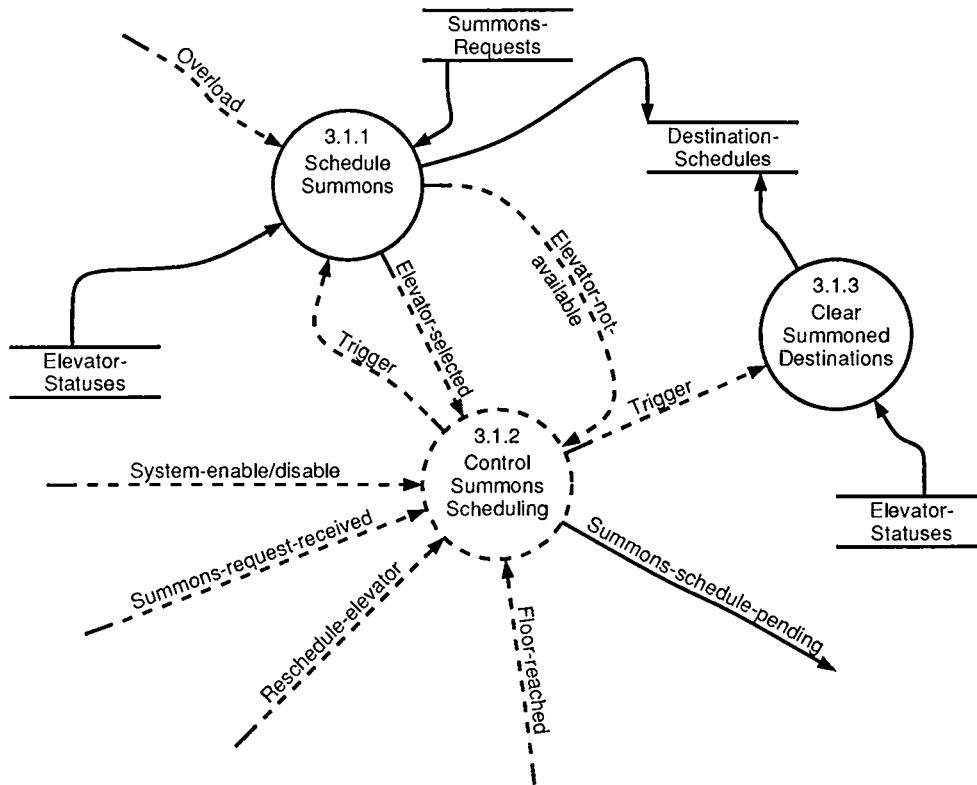 Summons-
Requests
Overload
3.1.1
Schedule
Summons
Destination-
Schedules
Elevator-not-
available
Elevator-selected
Trigger
Elevator-
Statuses
3.1.3
Clear
Summoned
Destinations
Trigger
3.1.2
Control
Summons
Scheduling
System-enable/disable
Summons-request-received
Reschedule-elevator
Floor-reached
Summons-schedule-pending
Elevator-
Statuses